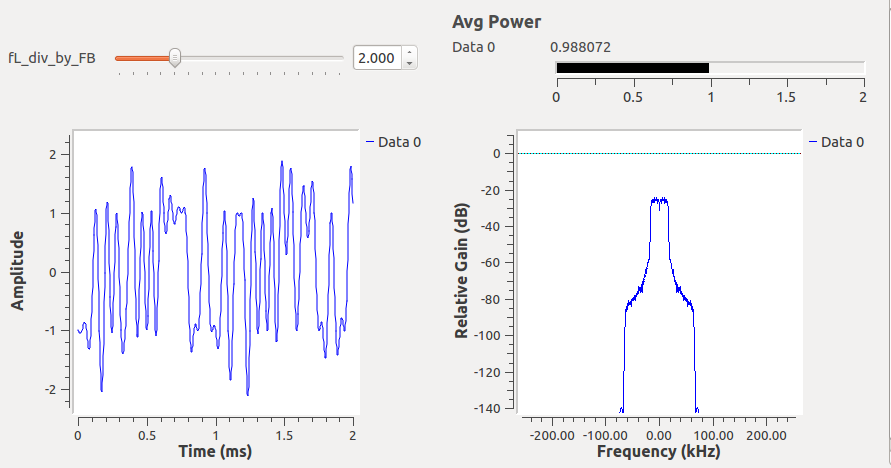 Avg Power
fL_div_by_FB
2.000
Data 0
0.988072
0 0.5 1 1.5 2
Data 0
2
1
0
-1
-2
Amplitude
0 0.5 1 1.5 2
Time (ms)
Data 0
0
-20
-40
-60
-80
-100
-120
-140
Relative Gain (dB)
-200.00 -100.00 0.00 100.00 200.00
Frequency (kHz)